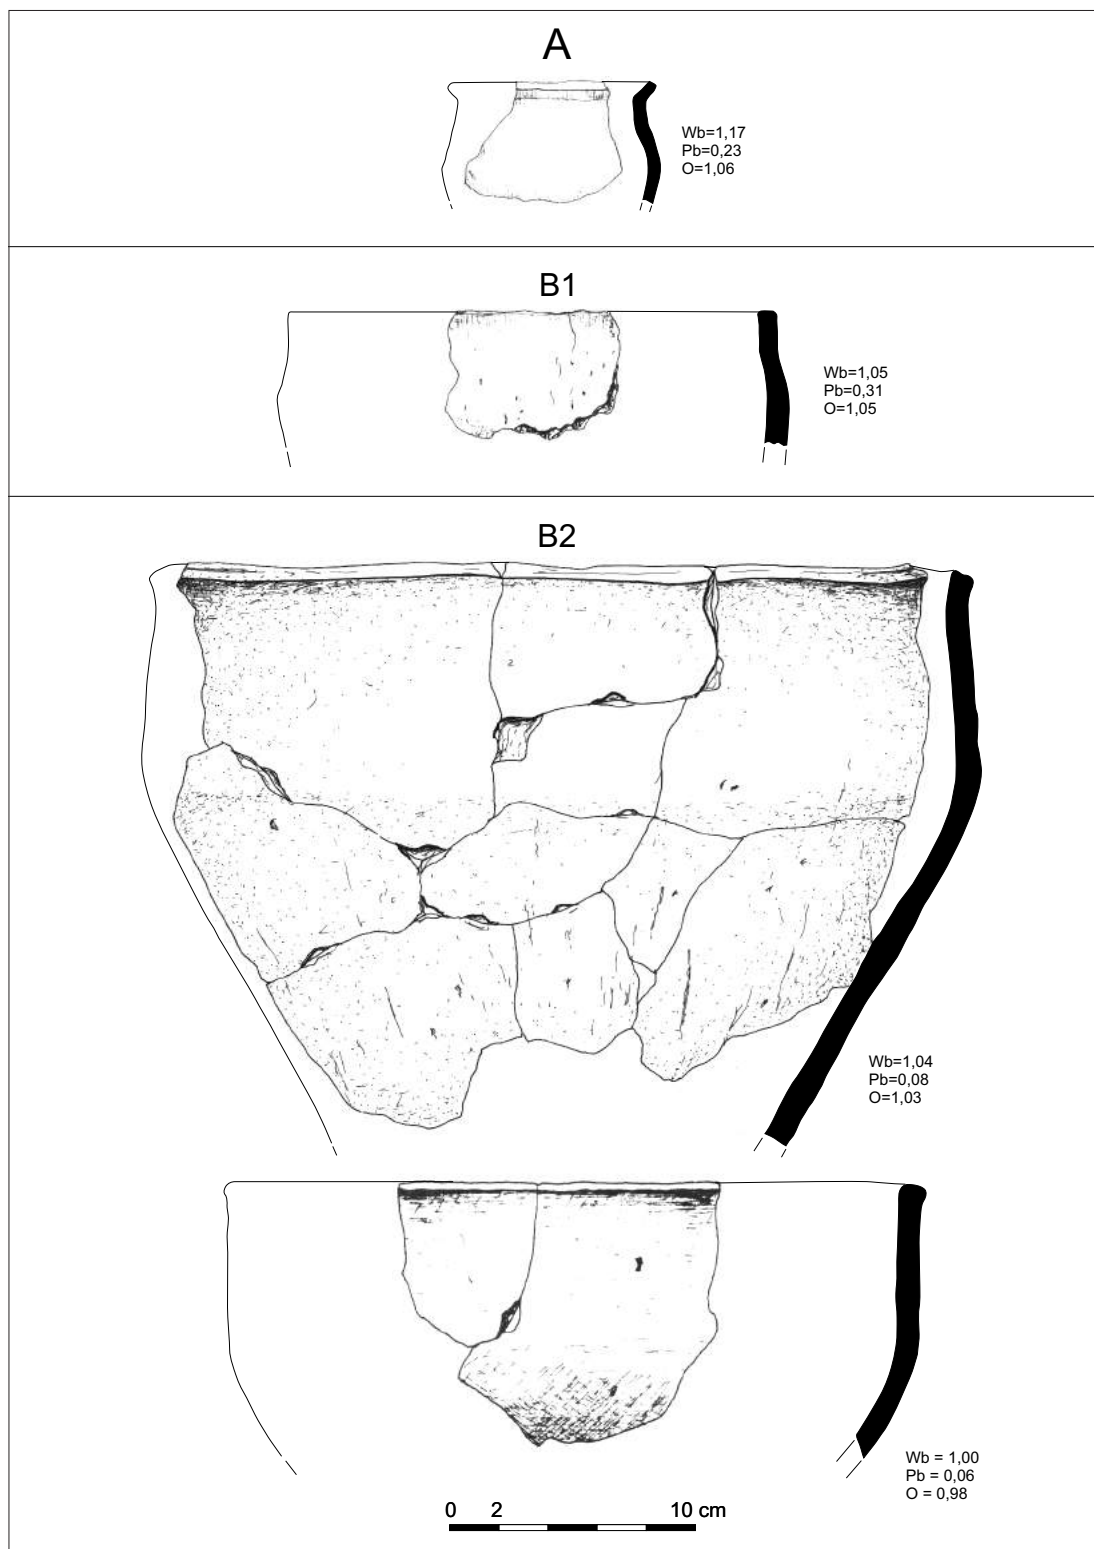 A
Wb=1,17
Pb=0,23
O=1,06
B1
Wb=1,05
Pb=0,31
O=1,05
B2
Wb=1,04
Pb=0,08
O=1,03
Wb = 1,00
Pb = 0,06
O = 0,98
0 2 10 cm